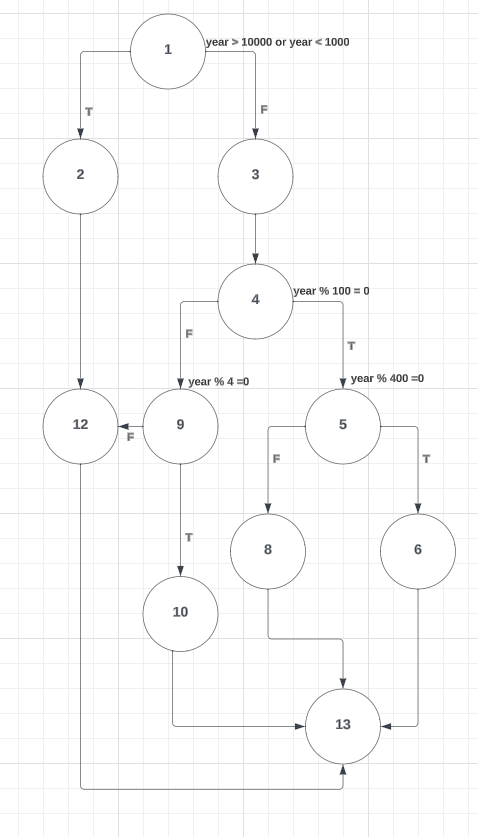 1
year > 10000 or year < 1000
T
F
2
3
4
year % 100 = 0
F
T
year % 4 =0
year % 400 =0
12
F
9
5
F
T
T
8
6
10
13